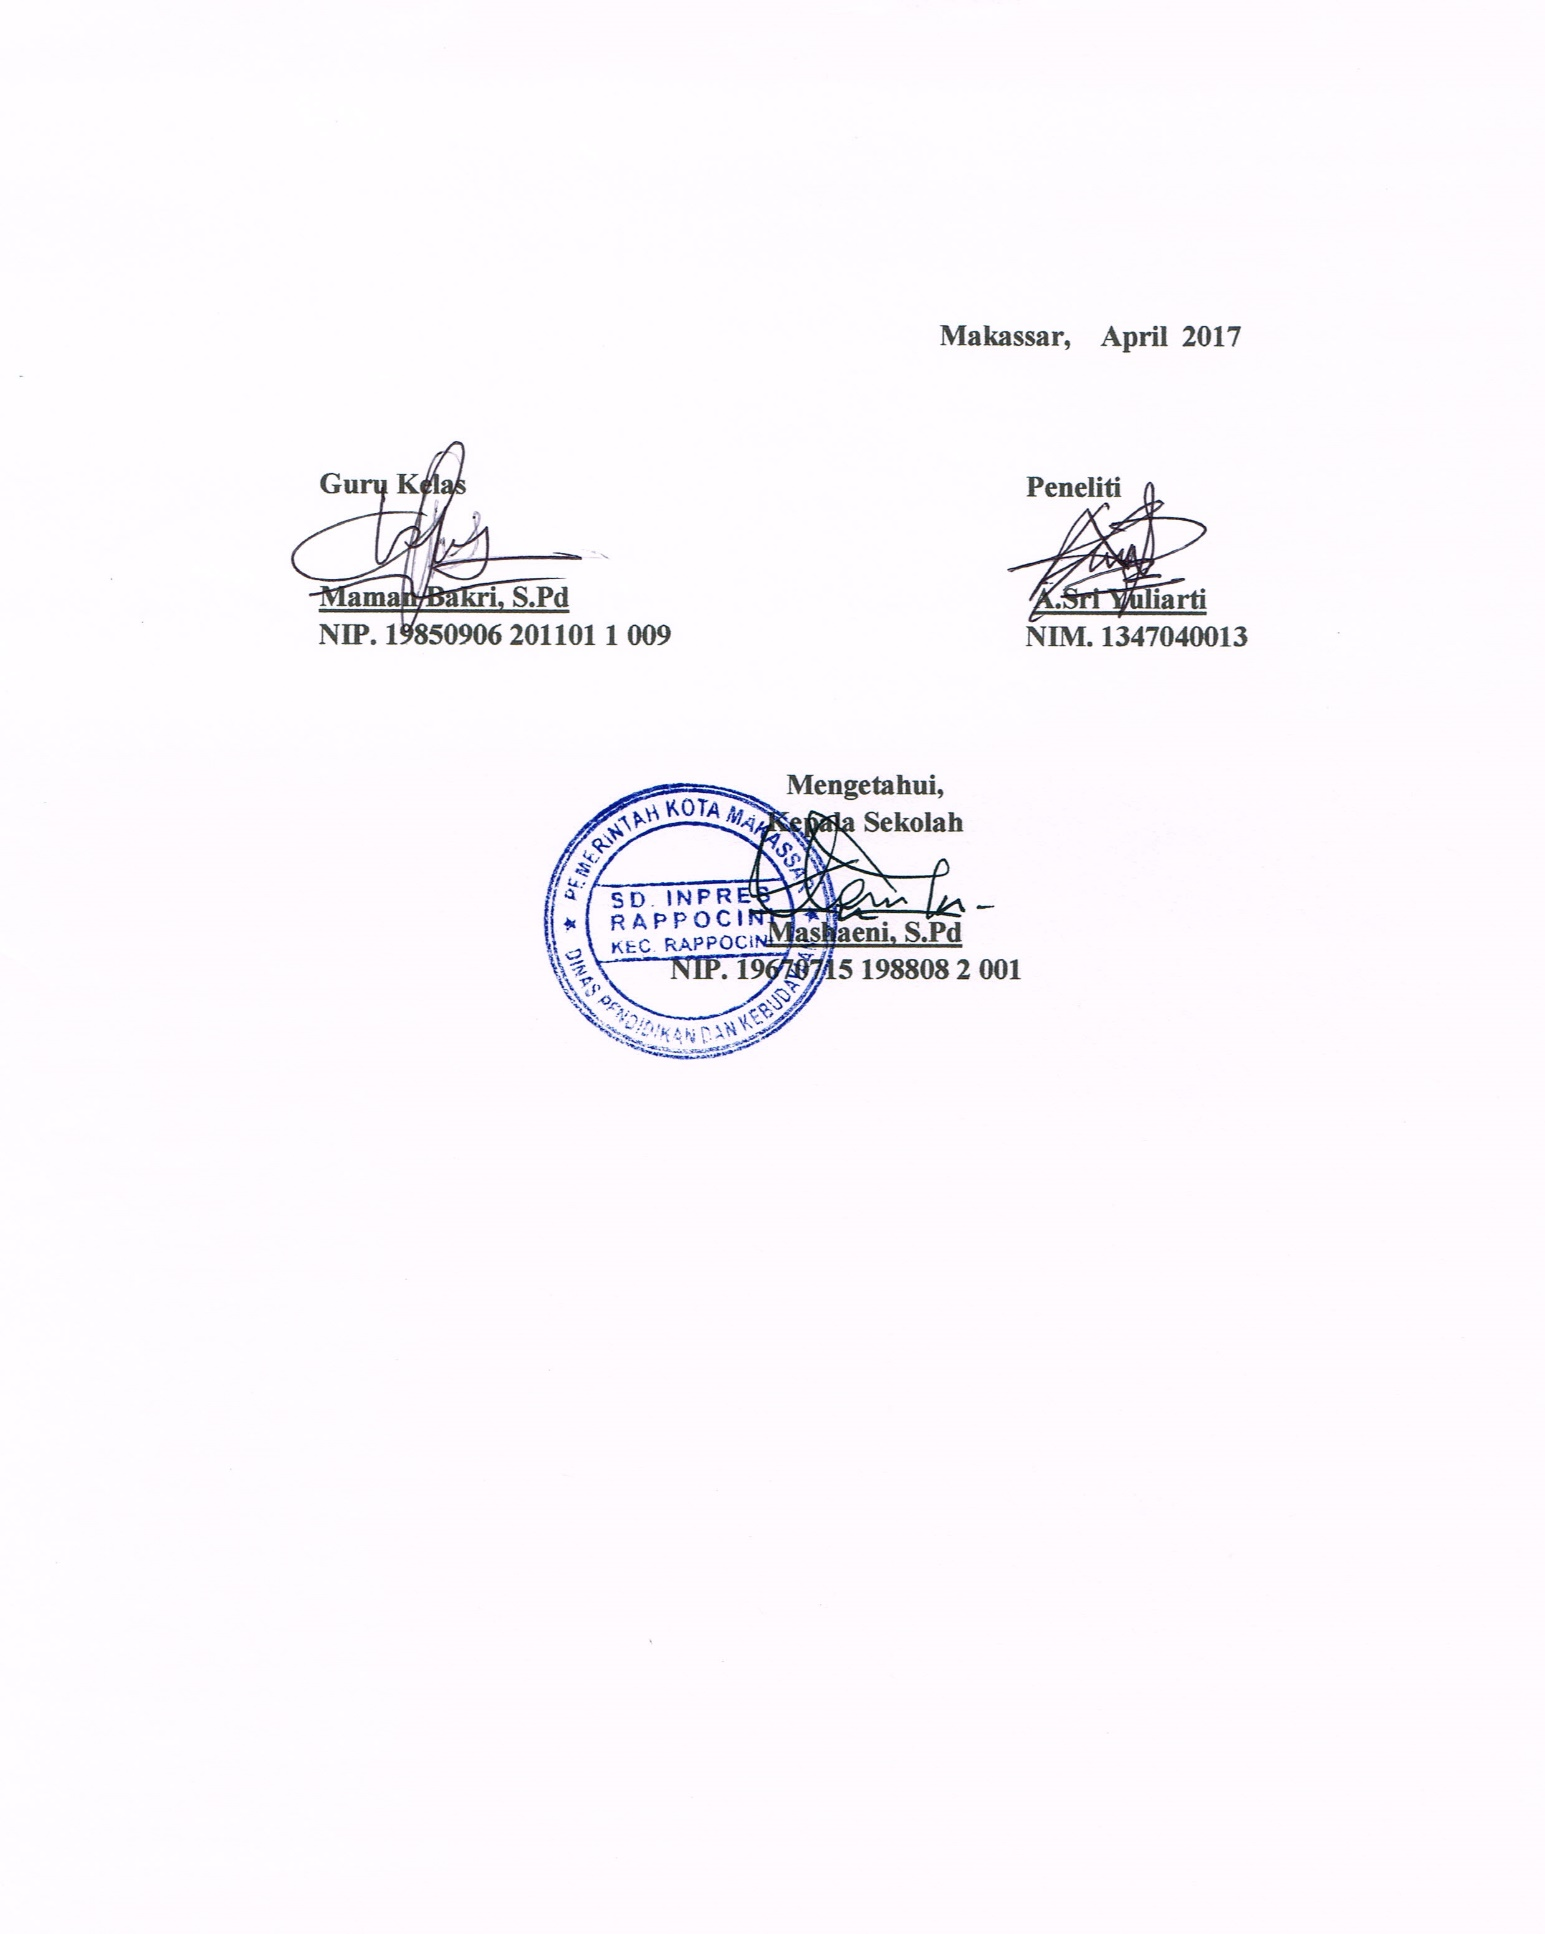 Makassar, April 2017
Guru Kelas
Peneliti
Maman Bakri, S.Pd
A.Sri Yuliarti
NIP. 19850906 201101 1 009
NIM. 1347040013
Mengetahui,
Kepala Sekolah
PEMERINTAH KOTA MAKASSAR
SD. INPRES
RAPPOCINI
KEC. RAPPOCINI
DINAS PENDIDIKAN DAN KEBUDAYAAN
Mashaeni, S.Pd
NIP. 19670715 198808 2 001